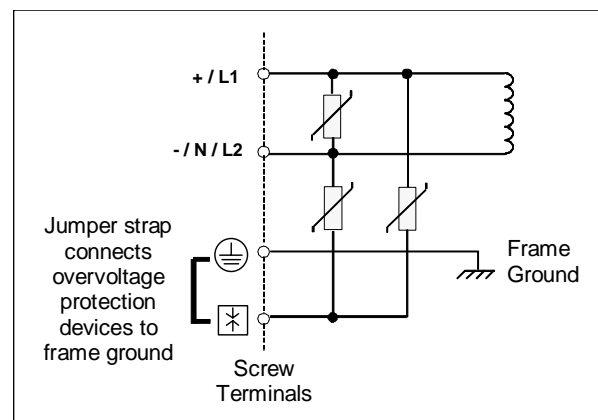 + / L1
- / N / L2
Jumper strap
connects
overvoltage
protection
devices to
frame ground
Frame
Ground
Screw
Terminals